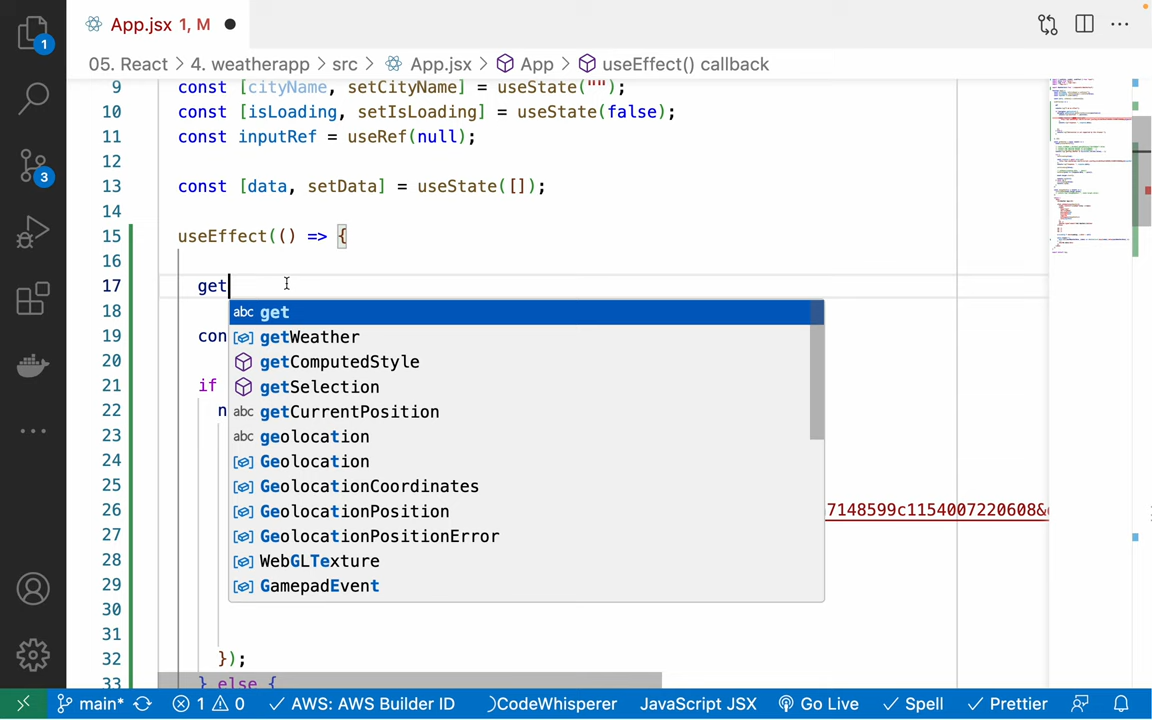 App.jsx 1, M
05. React > 4. weatherapp > src > App.jsx > App > useEffect() callback
1
3
9 const [cityName, setCityName] = useState("");
10 const [isLoading, setIsLoading] = useState(false);
11 const inputRef = useRef(null);
12
13 const [data, setData] = useState([]);
14
15 useEffect(() => {
16
17 get
18 abc get
19 con getWeather
20 getComputedStyle
21 if getSelection
22 n abc getCurrentPosition
23 abc geolocation
24 Geolocation
25 GeolocationCoordinates
26 GeolocationPosition 7148599c1154007220608&
27 GeolocationPositionError
28 WebGLTexture
29 GamepadEvent
30
31
32 });
33 } else {
main* 1 0 AWS: AWS Builder ID CodeWhisperer JavaScript JSX Go Live Spell Prettier